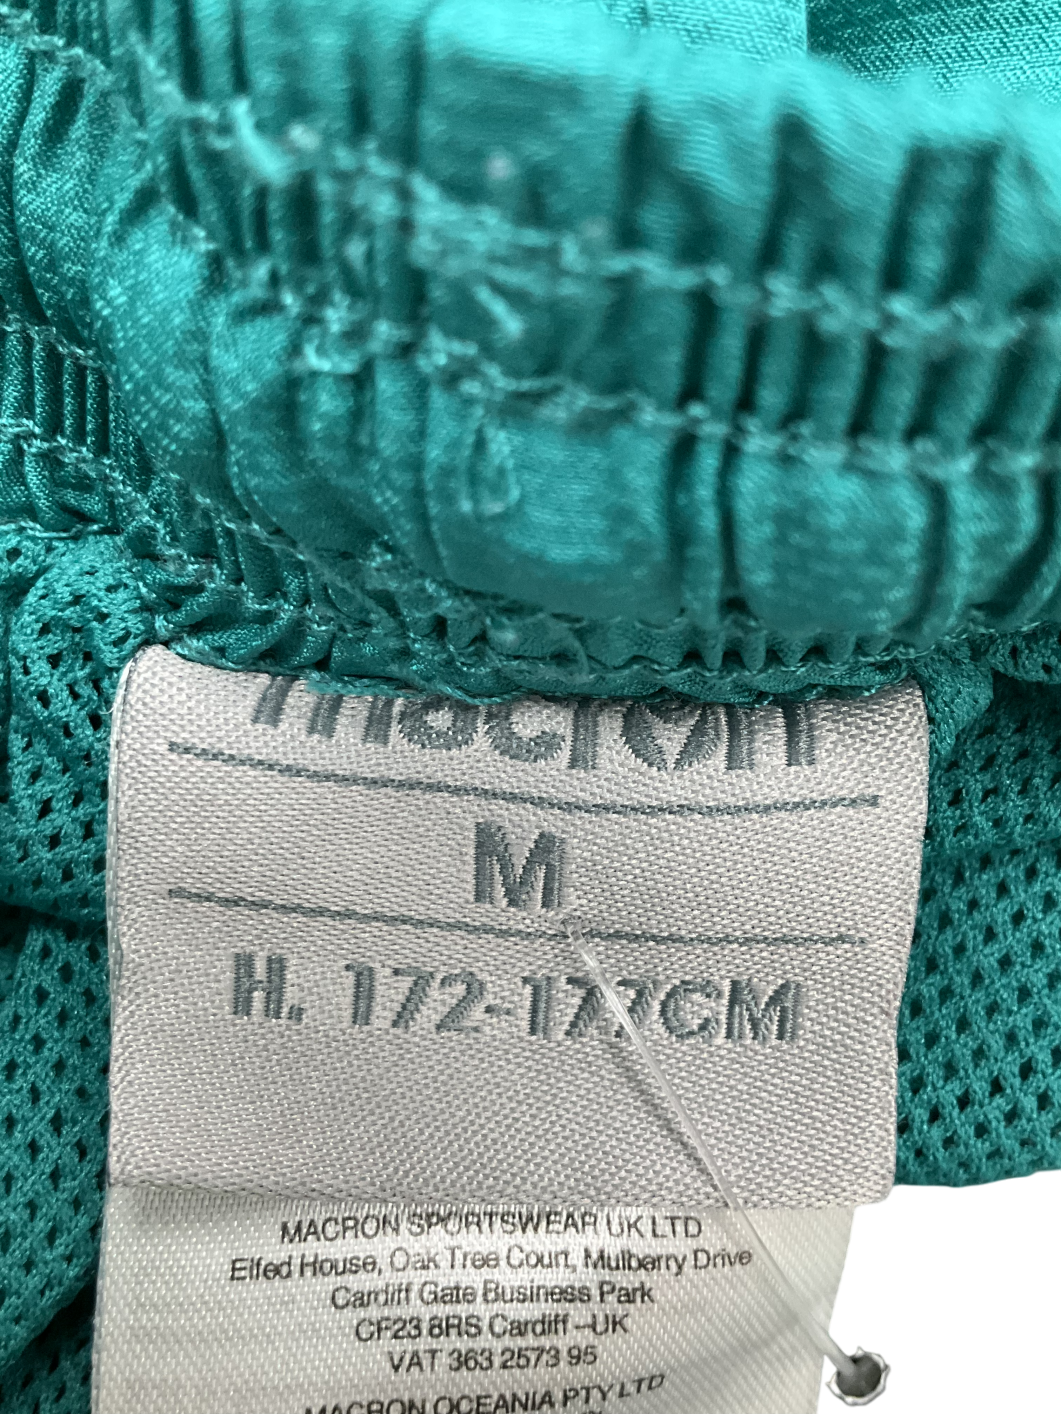 macron
M
H. 172-177CM
MACRON SPORTSWEAR UK LTD
Elfed House, Oak Tree Court, Mulberry Drive
Cardiff Gate Business Park
CF23 8RS Cardiff –UK
VAT 363 2573 95
MACRON OCEANIA PTY LTD